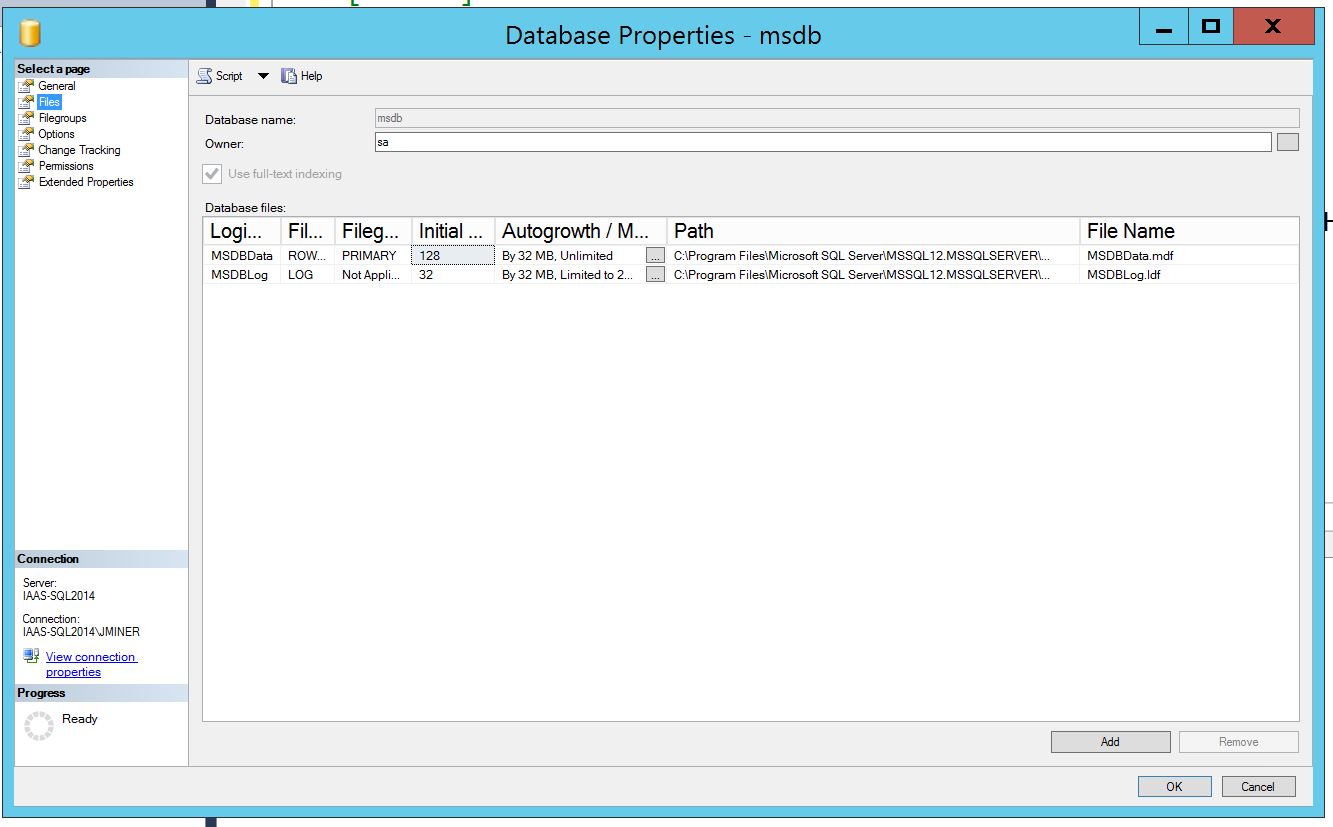 Database Properties - msdb
Select a page
General
Files
Filegroups
Options
Change Tracking
Permissions
Extended Properties
Script Help
Database name: msdb
Owner: sa
Use full-text indexing
Database files:
Logi... Fil... Fileg... Initial ... Autogrowth / M... Path File Name
MSDBData ROW... PRIMARY 128 By 32 MB, Unlimited ... C:\Program Files\Microsoft SQL Server\MSSQL12.MSSQLSERVER\... MSDBData.mdf
MSDBLog LOG Not Appli... 32 By 32 MB, Limited to 2... ... C:\Program Files\Microsoft SQL Server\MSSQL12.MSSQLSERVER\... MSDBLog.ldf
Connection
Server:
IAAS-SQL2014
Connection:
IAAS-SQL2014\JMINER
View connection
properties
Progress
Ready
Add Remove
OK Cancel